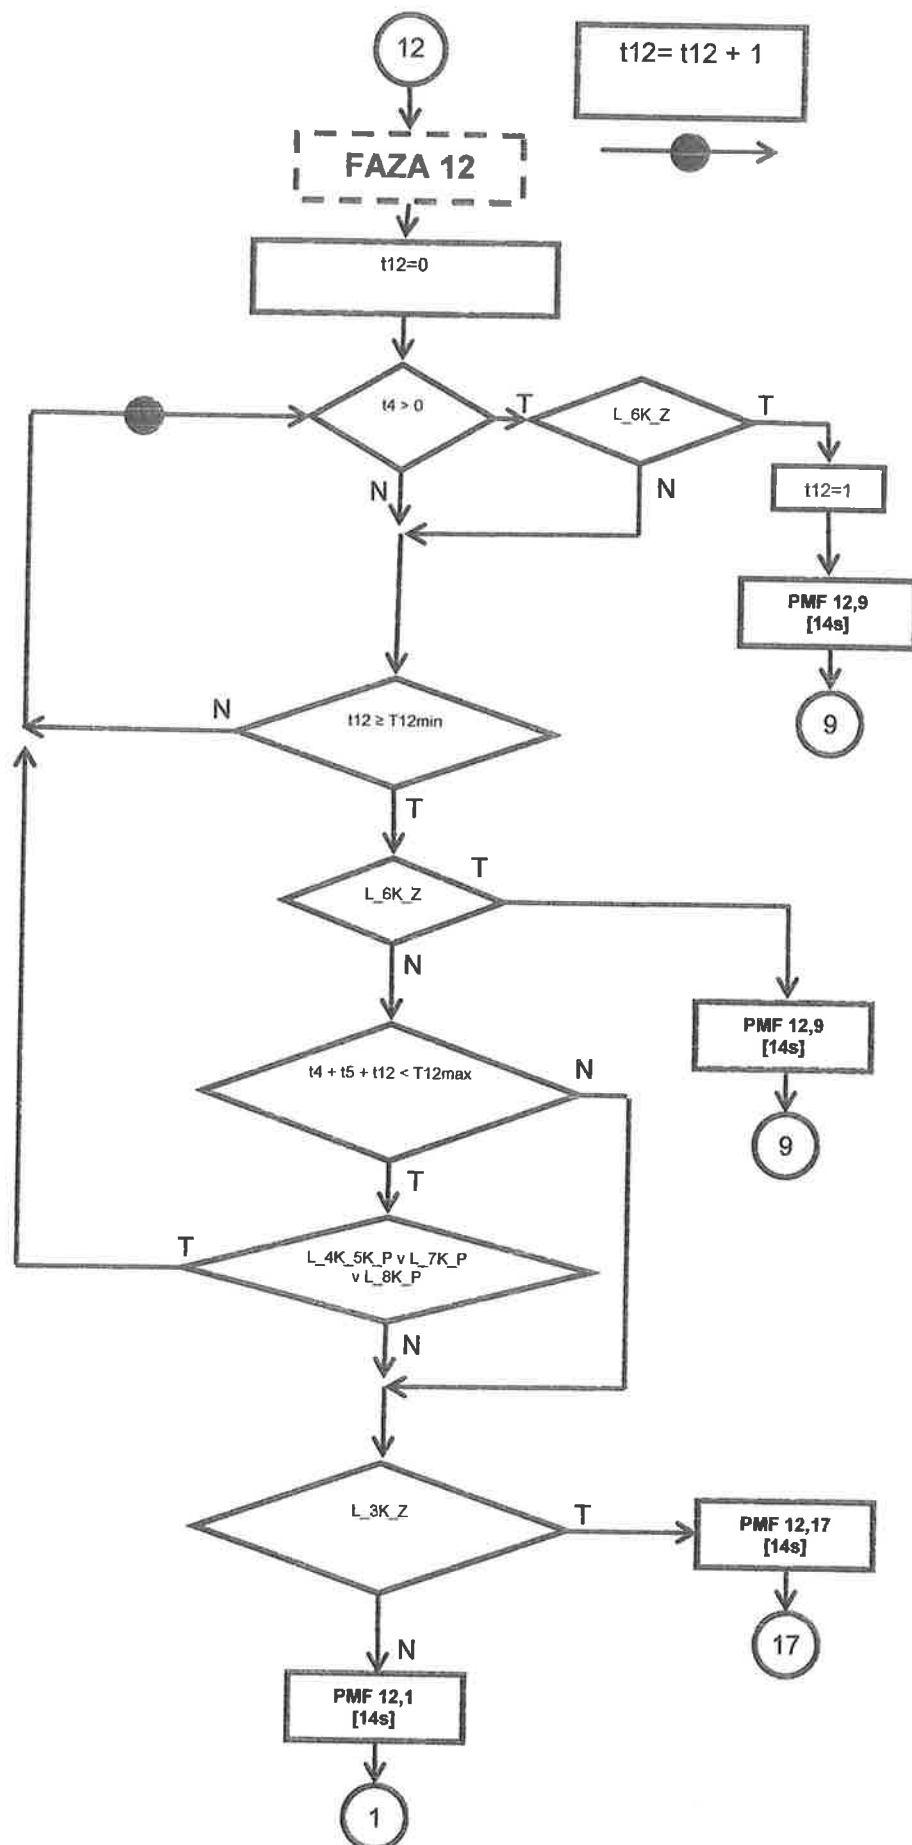 12
t12= t12 + 1
FAZA 12
t12=0
t4 > 0
T
L_6K_Z
T
N
N
t12=1
PMF 12,9
[14s]
9
N
t12 ≥ T12min
T
L_6K_Z
T
N
PMF 12,9
[14s]
9
t4 + t5 + t12 < T12max
N
T
T
L_4K_5K_P v L_7K_P
v L_8K_P
N
L_3K_Z
T
PMF 12,17
[14s]
17
N
PMF 12,1
[14s]
1